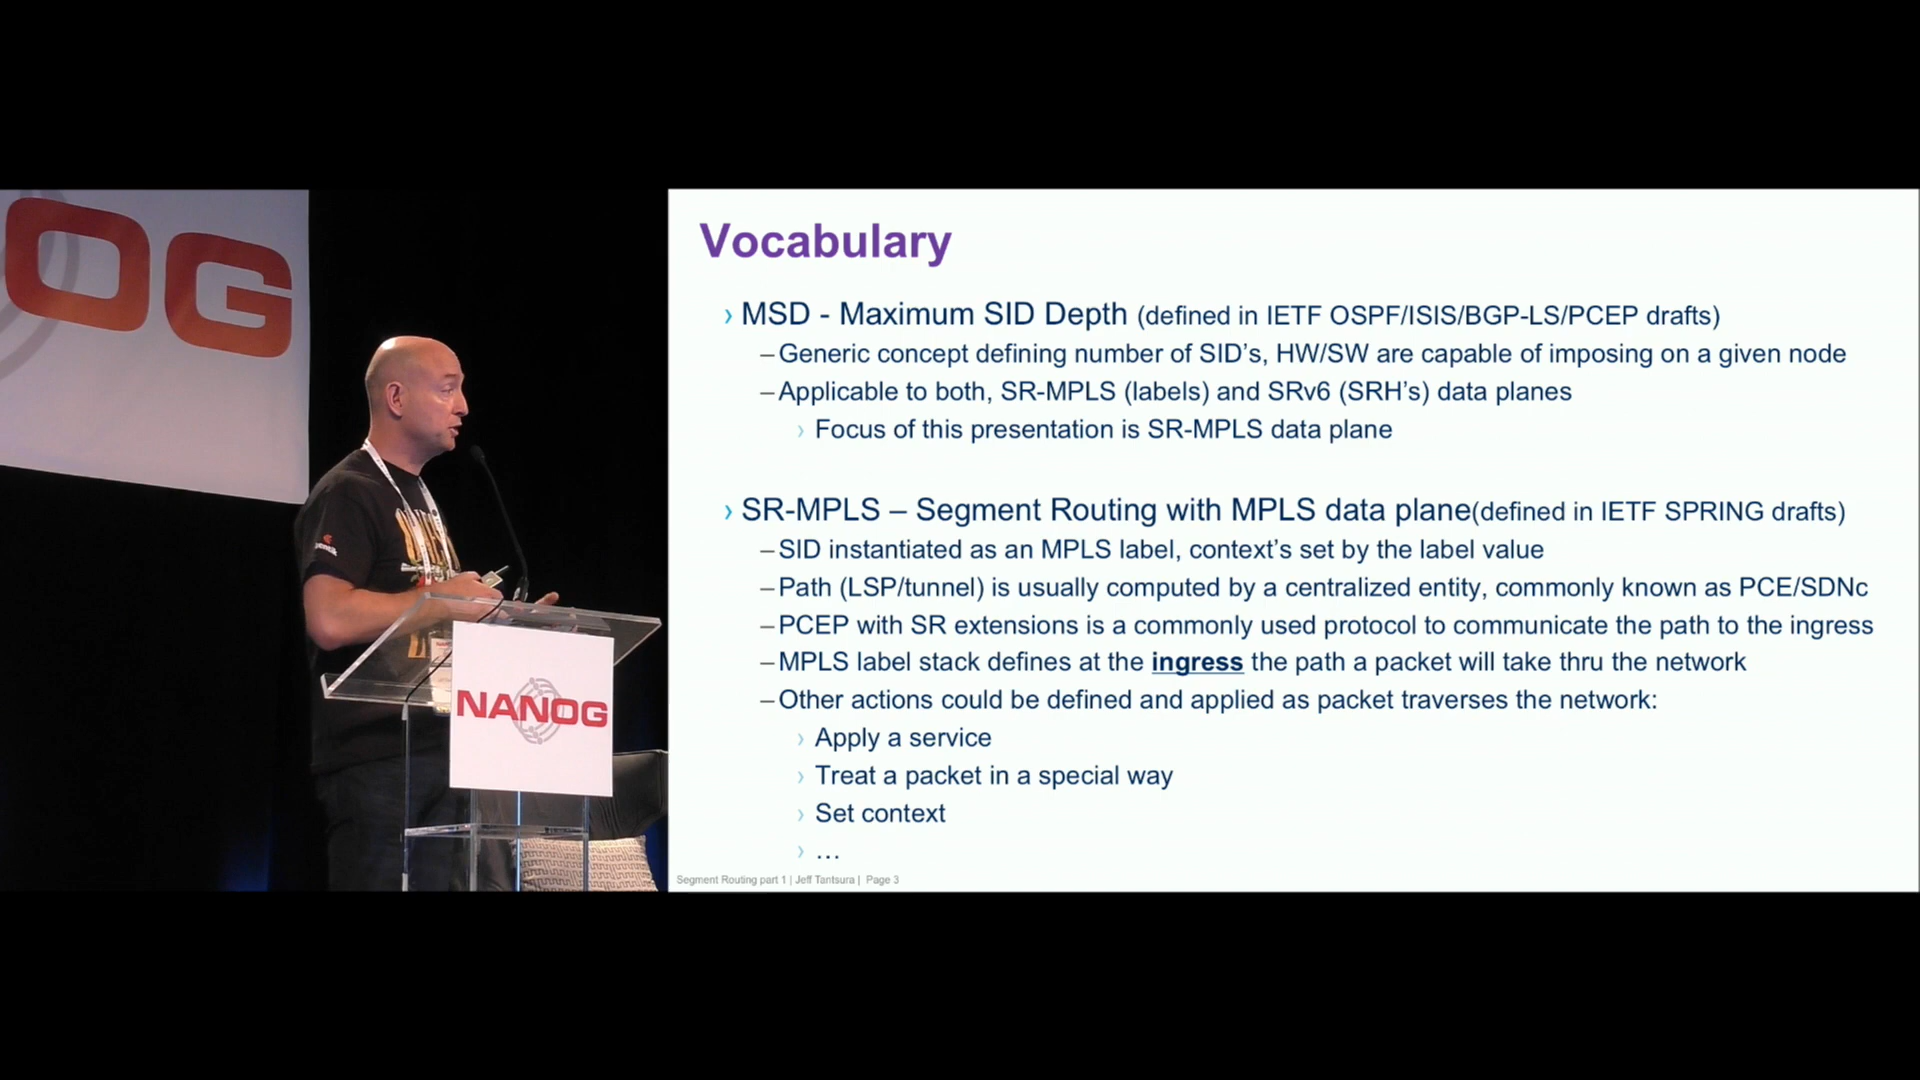 OG
NANOG
Vocabulary
› MSD - Maximum SID Depth (defined in IETF OSPF/ISIS/BGP-LS/PCEP drafts)
–Generic concept defining number of SID’s, HW/SW are capable of imposing on a given node
–Applicable to both, SR-MPLS (labels) and SRv6 (SRH’s) data planes
› Focus of this presentation is SR-MPLS data plane
› SR-MPLS – Segment Routing with MPLS data plane(defined in IETF SPRING drafts)
–SID instantiated as an MPLS label, context’s set by the label value
–Path (LSP/tunnel) is usually computed by a centralized entity, commonly known as PCE/SDNc
–PCEP with SR extensions is a commonly used protocol to communicate the path to the ingress
–MPLS label stack defines at the ingress the path a packet will take thru the network
–Other actions could be defined and applied as packet traverses the network:
› Apply a service
› Treat a packet in a special way
› Set context
› …
Segment Routing part 1 | Jeff Tantsura | Page 3